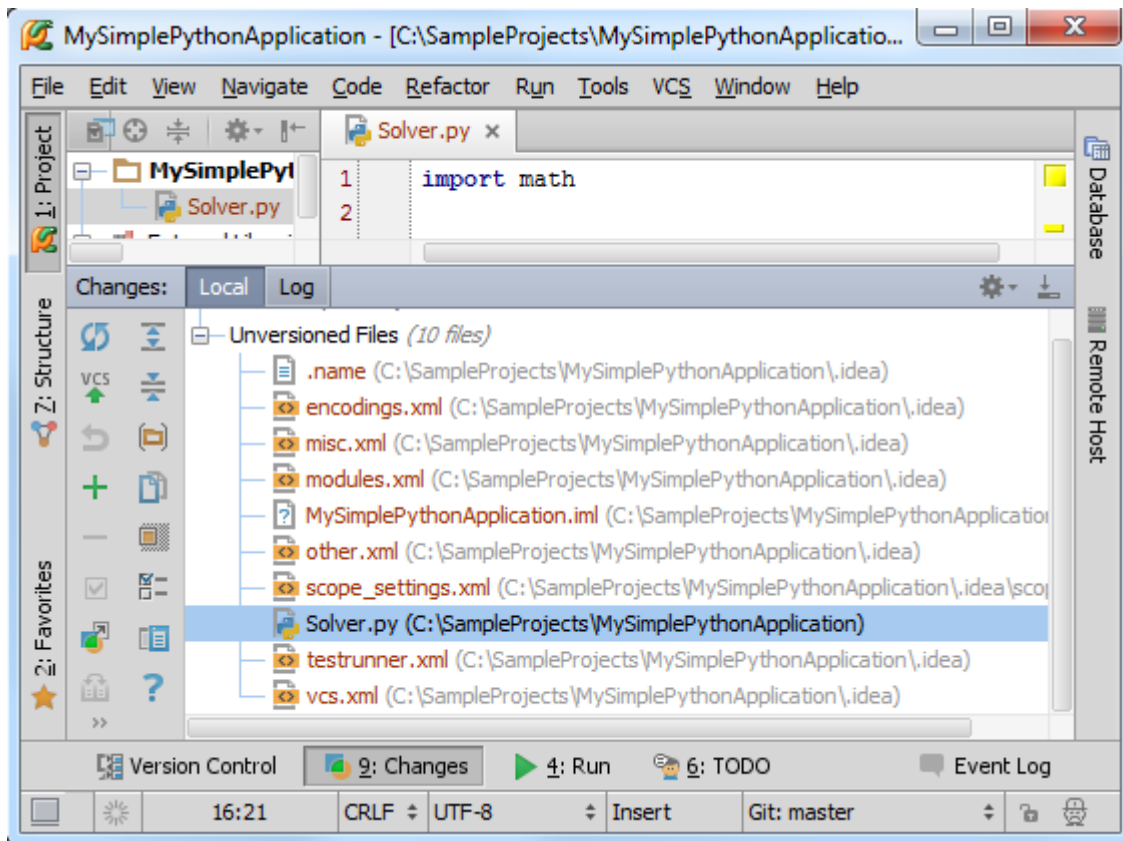 MySimplePythonApplication - [C:\SampleProjects\MySimplePythonApplicatio...
File Edit View Navigate Code Refactor Run Tools VCS Window Help
1: Project
Z: Structure
2: Favorites
MySimplePyt
Solver.py
Solver.py
1 import math
2
Database
Remote Host
Changes: Local Log
VCS
Unversioned Files (10 files)
.name (C:\SampleProjects\MySimplePythonApplication\.idea)
encodings.xml (C:\SampleProjects\MySimplePythonApplication\.idea)
misc.xml (C:\SampleProjects\MySimplePythonApplication\.idea)
modules.xml (C:\SampleProjects\MySimplePythonApplication\.idea)
MySimplePythonApplication.iml (C:\SampleProjects\MySimplePythonApplication
other.xml (C:\SampleProjects\MySimplePythonApplication\.idea)
scope_settings.xml (C:\SampleProjects\MySimplePythonApplication\.idea\scop
Solver.py (C:\SampleProjects\MySimplePythonApplication)
testrunner.xml (C:\SampleProjects\MySimplePythonApplication\.idea)
vcs.xml (C:\SampleProjects\MySimplePythonApplication\.idea)
Version Control 9: Changes 4: Run 6: TODO Event Log
16:21 CRLF UTF-8 Insert Git: master